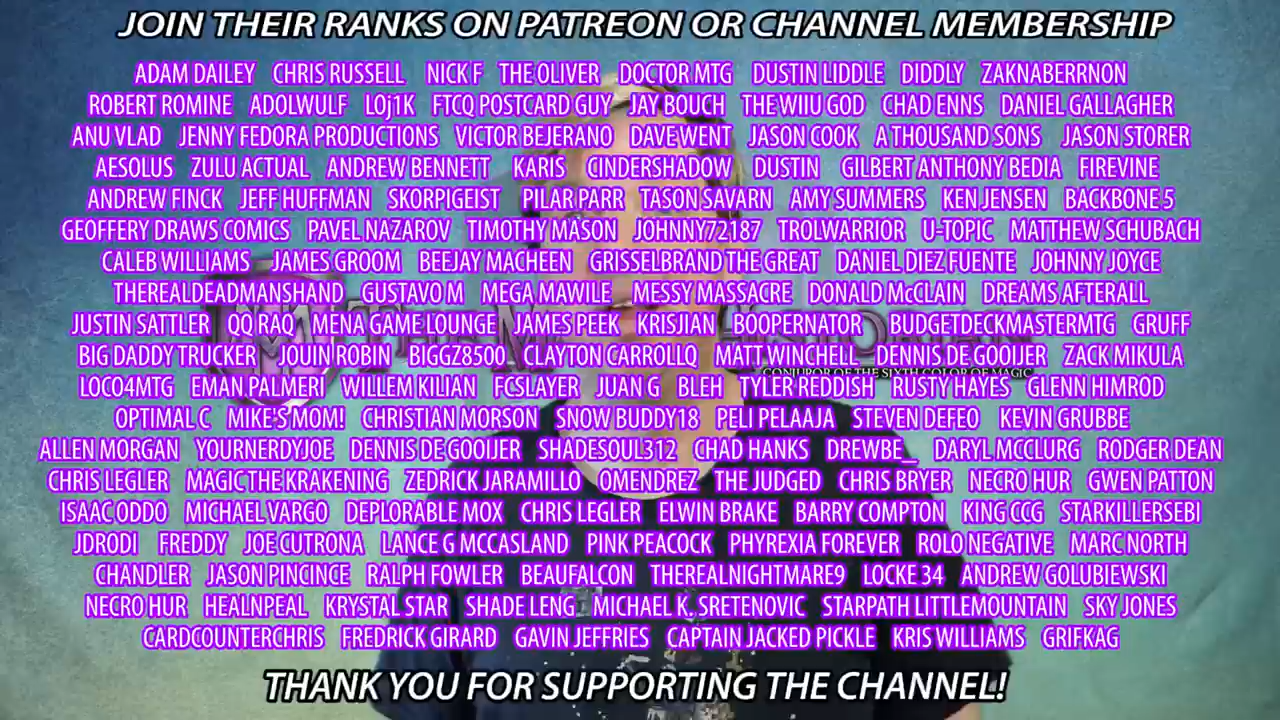 JOIN THEIR RANKS ON PATREON OR CHANNEL MEMBERSHIP
ADAM DAILEY CHRIS RUSSELL NICK F THE OLIVER DOCTOR MTG DUSTIN LIDDLE DIDDLY ZAKNABERRNON
ROBERT ROMINE ADOLWULF LOj1K FTCQ POSTCARD GUY JAY BOUCH THE WIIU GOD CHAD ENNS DANIEL GALLAGHER
ANU VLAD JENNY FEDORA PRODUCTIONS VICTOR BEJERANO DAVE WENT JASON COOK A THOUSAND SONS JASON STORER
AESOLUS ZULU ACTUAL ANDREW BENNETT KARIS CINDERSHADOW DUSTIN GILBERT ANTHONY BEDIA FIREVINE
ANDREW FINCK JEFF HUFFMAN SKORPIGEIST PILAR PARR TASON SAVARN AMY SUMMERS KEN JENSEN BACKBONE 5
GEOFFERY DRAWS COMICS PAVEL NAZAROV TIMOTHY MASON JOHNNY72187 TROLWARRIOR U-TOPIC MATTHEW SCHUBACH
CALEB WILLIAMS JAMES GROOM BEEJAY MACHEEN GRISSELBRAND THE GREAT DANIEL DIEZ FUENTE JOHNNY JOYCE
THEREALDEADMANSHAND GUSTAVO M MEGA MAWILE MESSY MASSACRE DONALD McCLAIN DREAMS AFTERALL
JUSTIN SATTLER QQ RAQ MENA GAME LOUNGE JAMES PEEK KRISJIAN BOOPERNATOR BUDGETDECKMASTERMTG GRUFF
BIG DADDY TRUCKER JOUIN ROBIN BIGGZ8500 CLAYTON CARROLLQ MATT WINCHELL DENNIS DE GOOIJER ZACK MIKULA
CONJUROR OF THE SIXTH COLOR OF MAGIC
LOCO4MTG EMAN PALMERI WILLEM KILIAN FCSLAYER JUAN G BLEH TYLER REDDISH RUSTY HAYES GLENN HIMROD
OPTIMAL C MIKE'S MOM! CHRISTIAN MORSON SNOW BUDDY18 PELI PELAAJA STEVEN DEFEO KEVIN GRUBBE
ALLEN MORGAN YOURNERDYJOE DENNIS DE GOOIJER SHADESOUL312 CHAD HANKS DREWBE_ DARYL MCCLURG RODGER DEAN
CHRIS LEGLER MAGIC THE KRAKENING ZEDRICK JARAMILLO OMENDREZ THE JUDGED CHRIS BRYER NECRO HUR GWEN PATTON
ISAAC ODDO MICHAEL VARGO DEPLORABLE MOX CHRIS LEGLER ELWIN BRAKE BARRY COMPTON KING CCG STARKILLERSEBI
JDRODI FREDDY JOE CUTRONA LANCE G MCCASLAND PINK PEACOCK PHYREXIA FOREVER ROLO NEGATIVE MARC NORTH
CHANDLER JASON PINCINCE RALPH FOWLER BEAUFALCON THEREALNIGHTMARE9 LOCKE 34 ANDREW GOLUBIEWSKI
NECRO HUR HEALNPEAL KRYSTAL STAR SHADE LENG MICHAEL K. SRETENOVIC STARPATH LITTLEMOUNTAIN SKY JONES
CARDCOUNTERCHRIS FREDRICK GIRARD GAVIN JEFFRIES CAPTAIN JACKED PICKLE KRIS WILLIAMS GRIFKAG
THANK YOU FOR SUPPORTING THE CHANNEL!